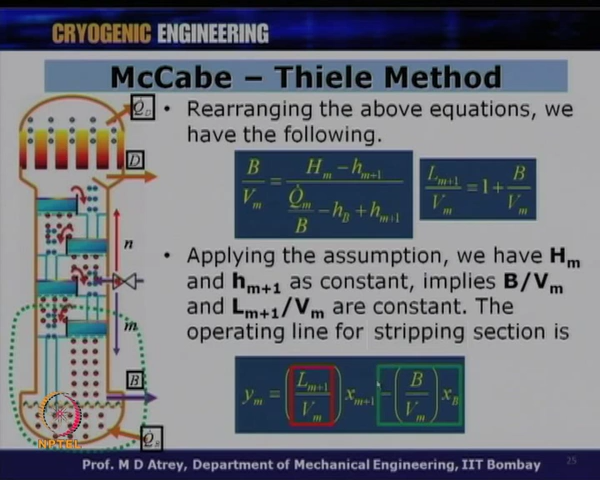 CRYOGENIC ENGINEERING
McCabe – Thiele Method
• Rearranging the above equations, we
have the following.
B/V_m = (H_m − h_{m+1}) / (Q̇_m/B − h_B + h_{m+1})
L_{m+1}/V_m = 1 + B/V_m
• Applying the assumption, we have H_m
and h_{m+1} as constant, implies B/V_m
and L_{m+1}/V_m are constant. The
operating line for stripping section is
y_m = (L_{m+1}/V_m) x_{m+1} − (B/V_m) x_B
Q_D
D
n
m
B
Q_B
NPTEL
Prof. M D Atrey, Department of Mechanical Engineering, IIT Bombay
25